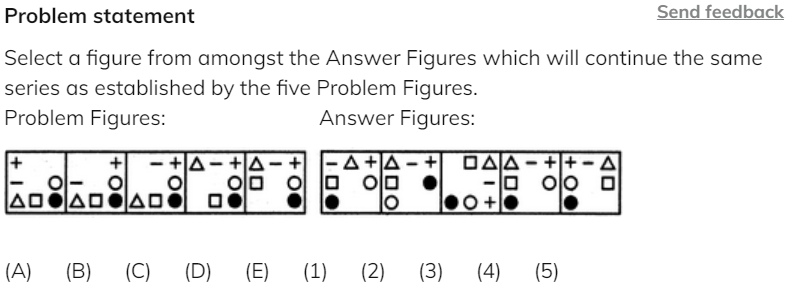 Problem statement
Send feedback
Select a figure from amongst the Answer Figures which will continue the same
series as established by the five Problem Figures.
Problem Figures:
Answer Figures:
(A) (B) (C) (D) (E) (1) (2) (3) (4) (5)